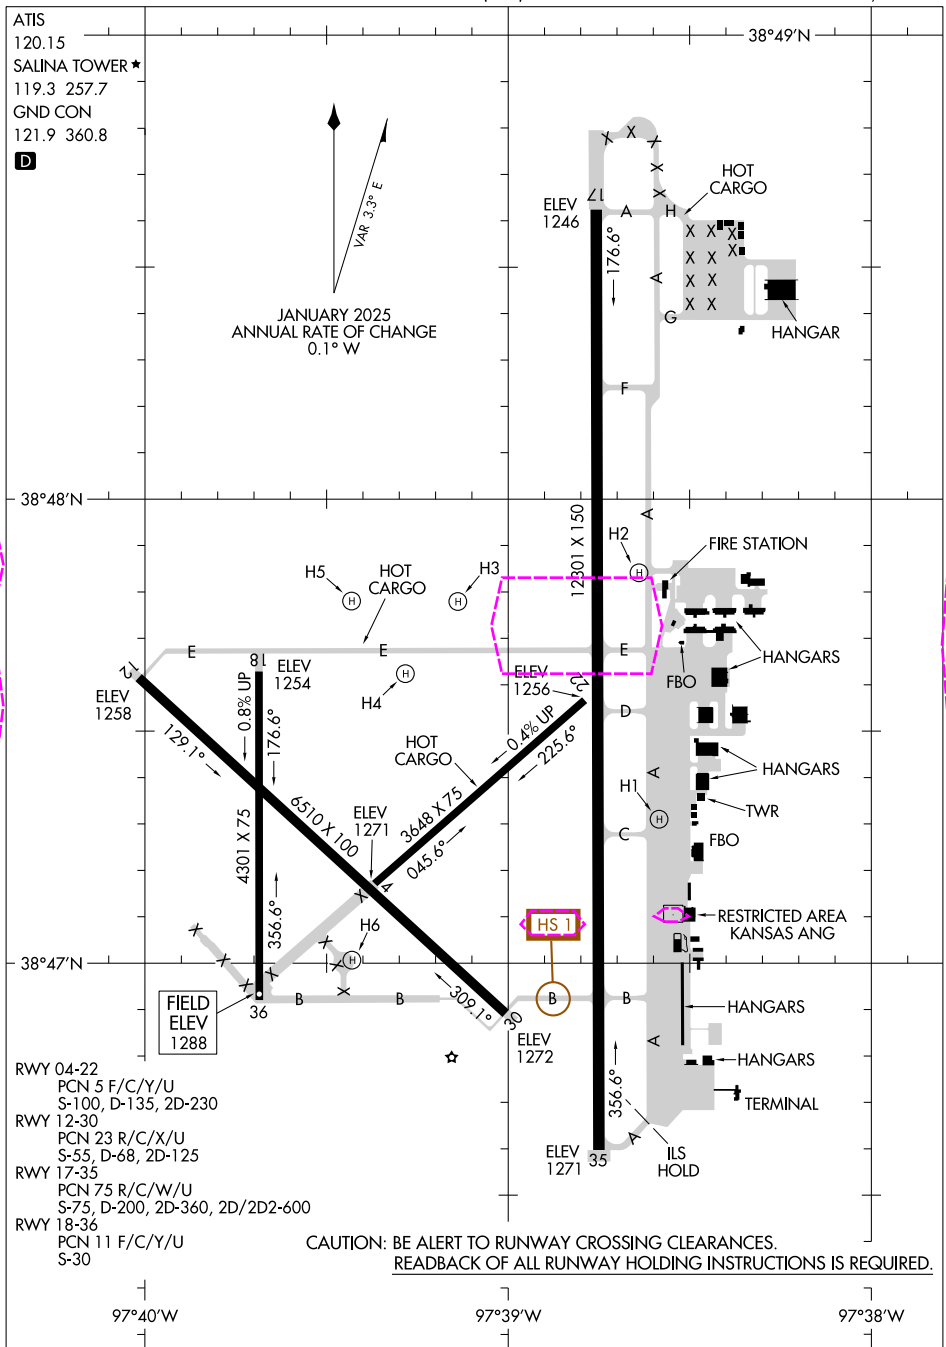 ATIS
120.15
SALINA TOWER★
119.3 257.7
GND CON
121.9 360.8
D
38°49'N
VAR 3.3° E
JANUARY 2025
ANNUAL RATE OF CHANGE
0.1° W
ELEV
1246
17
176.6°
A
H
HOT
CARGO
X X X X X
X X X
X X X
X X
X X
A
G
HANGAR
F
38°48'N
A
12301 X 150
H2
H
FIRE STATION
H5
H
HOT
CARGO
H3
H
HANGARS
FBO
E
E
E
12
ELEV
1258
18
ELEV
1254
H4
H
ELEV
1256
22
D
0.8% UP
176.6°
129.1°
0.4% UP
225.6°
HOT
CARGO
A
HANGARS
TWR
H1
H
C
FBO
6510 X 100
4301 X 75
ELEV
1271
3648 X 75
045.6°
4
X
356.6°
H6
H
HS 1
RESTRICTED AREA
KANSAS ANG
38°47'N
X X X X
X X X
B
B
B
B
309.1°
36
FIELD
ELEV
1288
30
ELEV
1272
HANGARS
A
HANGARS
TERMINAL
356.6°
ELEV
1271
35
A
ILS
HOLD
RWY 04-22
PCN 5 F/C/Y/U
S-100, D-135, 2D-230
RWY 12-30
PCN 23 R/C/X/U
S-55, D-68, 2D-125
RWY 17-35
PCN 75 R/C/W/U
S-75, D-200, 2D-360, 2D/2D2-600
RWY 18-36
PCN 11 F/C/Y/U
S-30
CAUTION: BE ALERT TO RUNWAY CROSSING CLEARANCES.
READBACK OF ALL RUNWAY HOLDING INSTRUCTIONS IS REQUIRED.
97°40'W
97°39'W
97°38'W